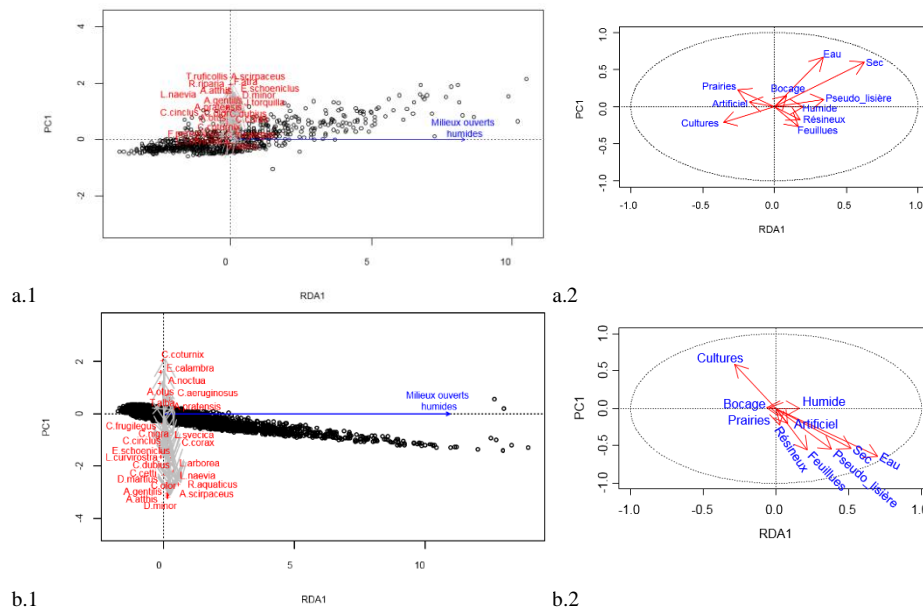 4
2
0
-2
PC1
T.ruficollis A.scirpaceus
R.riparia F.atra
A.atthis E.schoeniclus
L.naevia D.minor
A.gentilis J.torquilla
A.pratensis
C.cinclus
Milieux ouverts
humides
0 5 10
RDA1
a.1
1.0
0.5
0.0
-0.5
-1.0
PC1
Eau
Sec
Prairies
Bocage
Artificiel
Pseudo_lisière
Humide
Cultures
Résineux
Feuillues
-1.0 -0.5 0.0 0.5 1.0
RDA1
a.2
2
0
-2
-4
PC1
C.coturnix
E.calambra
A.noctua
A.otus C.aeruginosus
A.pratensis
C.frugilegus
C.nigra L.svecica
C.cinclus C.corax
E.schoeniclus
L.curvirostra L.arborea
C.dubius
C.cetti L.naevia
D.martius R.aquaticus
C.olor
A.gentilis A.scirpaceus
A.atthis
D.minor
Milieux ouverts
humides
0 5 10
RDA1
b.1
1.0
0.5
0.0
-0.5
-1.0
PC1
Cultures
Bocage
Humide
Prairies
Artificiel
Résineux
Feuillues
Pseudo_lisière
Sec
Eau
-1.0 -0.5 0.0 0.5 1.0
RDA1
b.2